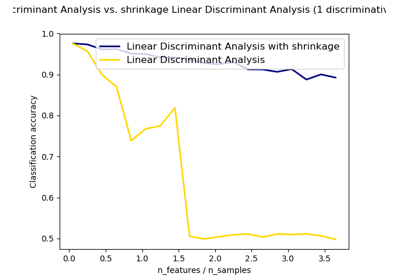 Discriminant Analysis vs. shrinkage Linear Discriminant Analysis (1 discriminativ
Linear Discriminant Analysis with shrinkage
Linear Discriminant Analysis
Classification accuracy
1.0
0.9
0.8
0.7
0.6
0.5
0.0
0.5
1.0
1.5
2.0
2.5
3.0
3.5
n_features / n_samples